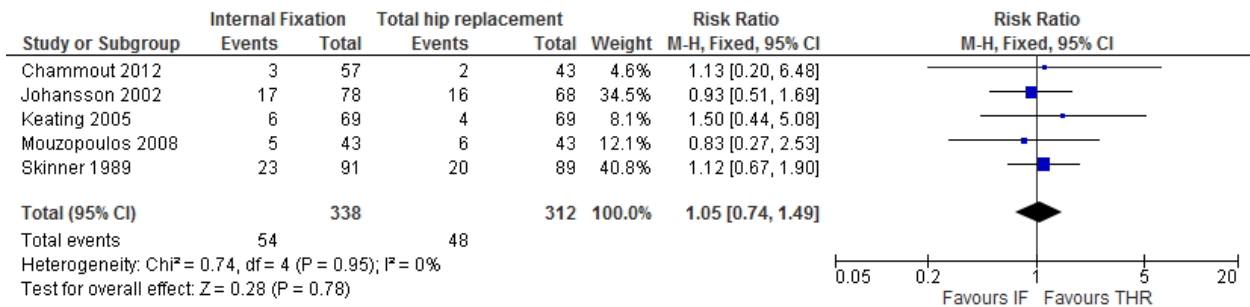 Internal Fixation Total hip replacement Risk Ratio Risk Ratio
Study or Subgroup Events Total Events Total Weight M-H, Fixed, 95% CI M-H, Fixed, 95% CI
Chammout 2012 3 57 2 43 4.6% 1.13 [0.20, 6.48]
Johansson 2002 17 78 16 68 34.5% 0.93 [0.51, 1.69]
Keating 2005 6 69 4 69 8.1% 1.50 [0.44, 5.08]
Mouzopoulos 2008 5 43 6 43 12.1% 0.83 [0.27, 2.53]
Skinner 1989 23 91 20 89 40.8% 1.12 [0.67, 1.90]
Total (95% CI) 338 312 100.0% 1.05 [0.74, 1.49]
Total events 54 48
Heterogeneity: Chi² = 0.74, df = 4 (P = 0.95); I² = 0%
Test for overall effect: Z = 0.28 (P = 0.78)
0.05 0.2 1 5 20
Favours IF Favours THR